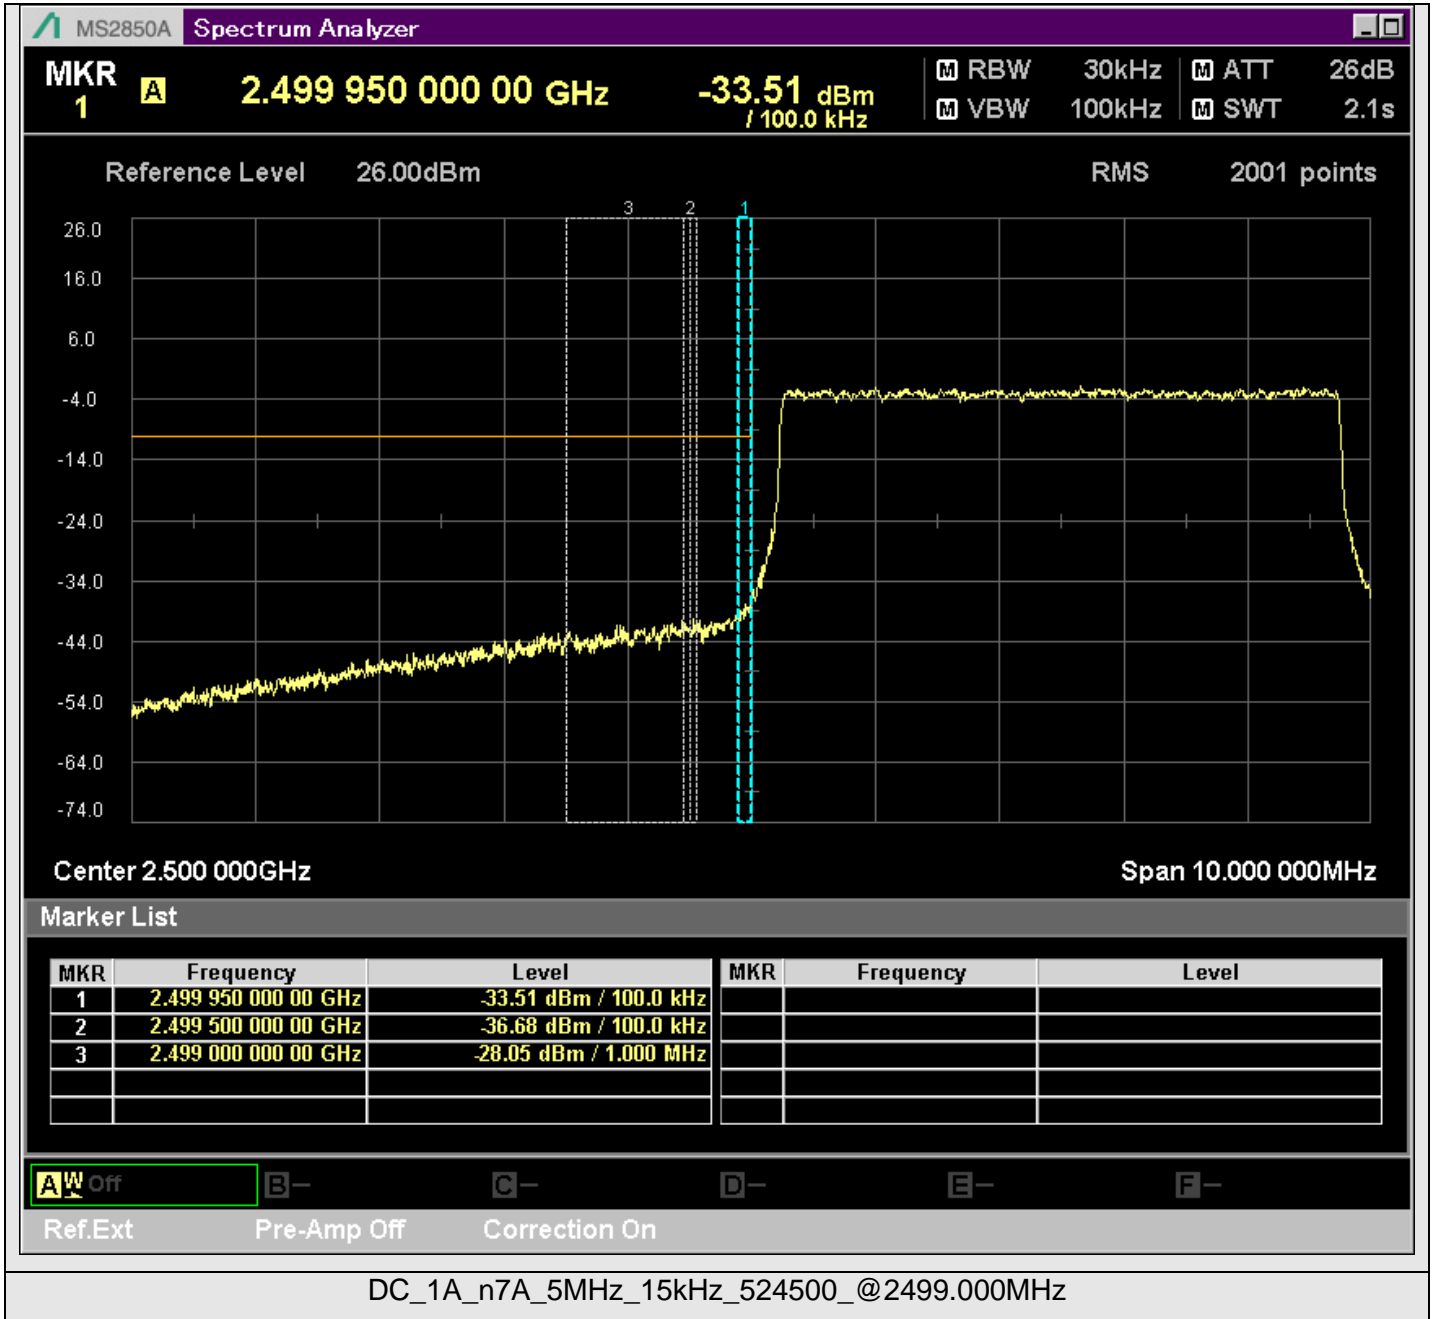 MS2850A Spectrum Analyzer
MKR 1 A 2.499 950 000 00 GHz -33.51 dBm / 100.0 kHz
M RBW 30kHz M ATT 26dB
M VBW 100kHz M SWT 2.1s
Reference Level 26.00dBm RMS 2001 points
3 2 1
26.0
16.0
6.0
-4.0
-14.0
-24.0
-34.0
-44.0
-54.0
-64.0
-74.0
Center 2.500 000GHz Span 10.000 000MHz
Marker List
MKR Frequency Level MKR Frequency Level
1 2.499 950 000 00 GHz -33.51 dBm / 100.0 kHz
2 2.499 500 000 00 GHz -36.68 dBm / 100.0 kHz
3 2.499 000 000 00 GHz -28.05 dBm / 1.000 MHz
A W Off B — C — D — E — F —
Ref.Ext Pre-Amp Off Correction On
DC_1A_n7A_5MHz_15kHz_524500_@2499.000MHz